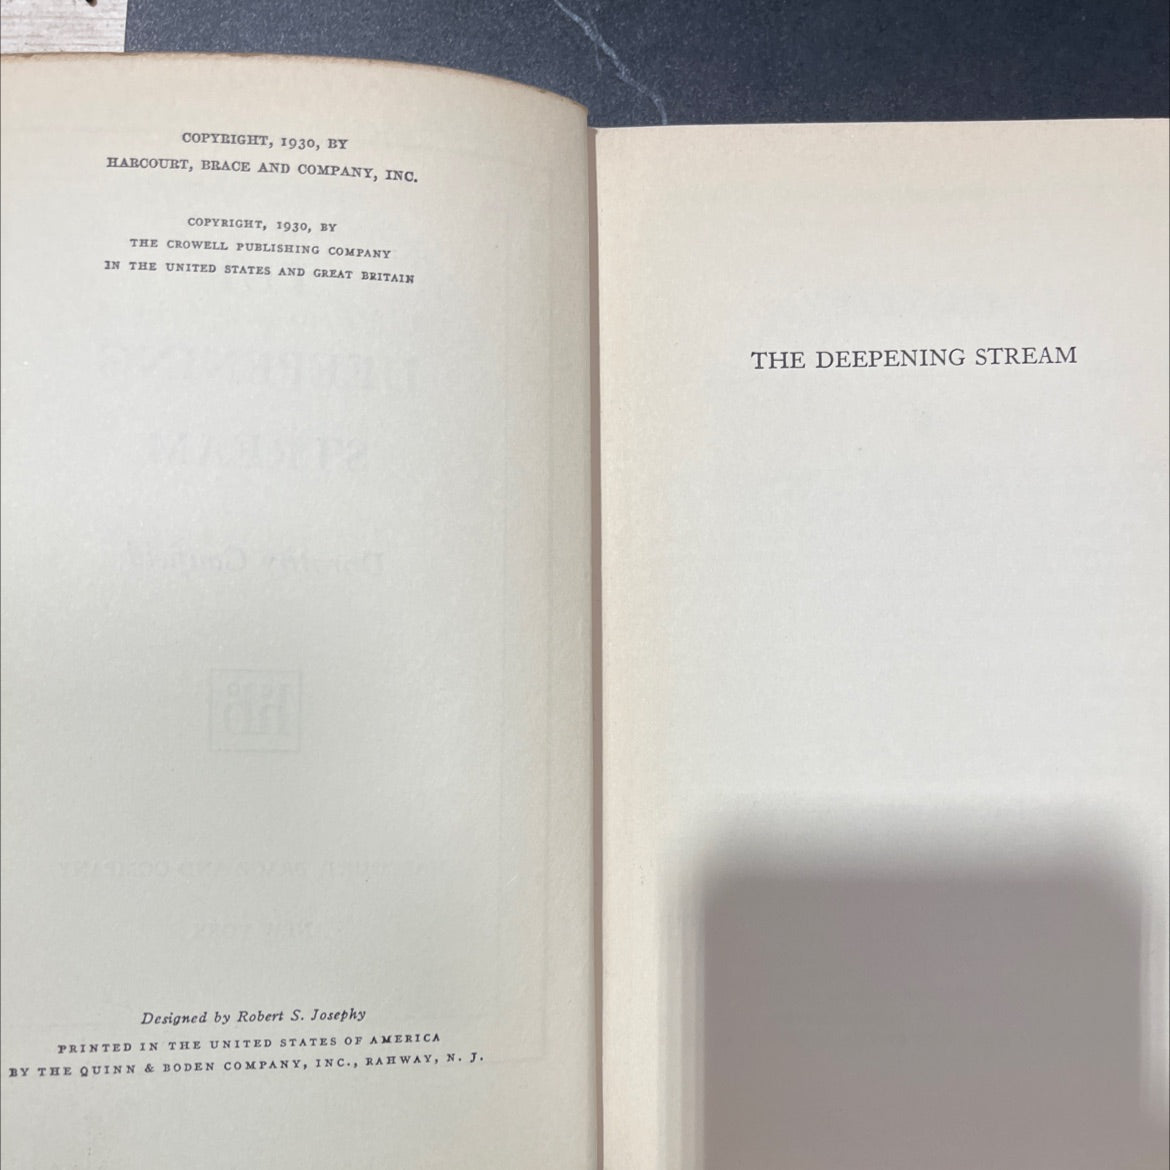 COPYRIGHT, 1930, BY
HARCOURT, BRACE AND COMPANY, INC.
COPYRIGHT, 1930, BY
THE CROWELL PUBLISHING COMPANY
IN THE UNITED STATES AND GREAT BRITAIN
Designed by Robert S. Josephy
PRINTED IN THE UNITED STATES OF AMERICA
BY THE QUINN & BODEN COMPANY, INC., RAHWAY, N. J.
THE DEEPENING STREAM